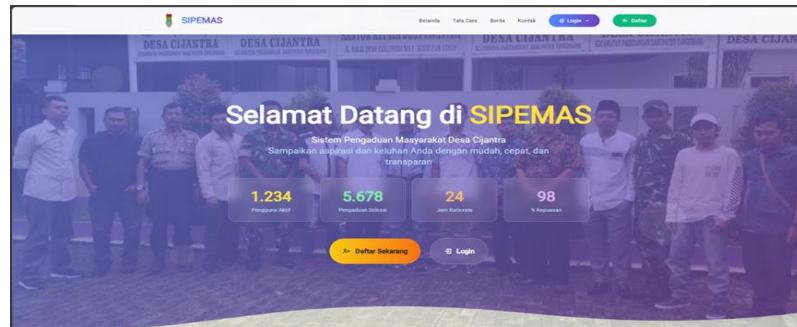 SIPEMAS
Beranda Tata Cara Berita Kontak Login Daftar
DESA CIJANTRA DESA CIJANTRA DESA CIJANTRA DESA CIJAN
Selamat Datang di SIPEMAS
Sistem Pengaduan Masyarakat Desa Cijantra
Sampaikan aspirasi dan keluhan Anda dengan mudah, cepat, dan
transparan
1.234 5.678 24 98
Pengguna Aktif Pengaduan Selesai Jam Rata-rata % Kepuasan
Daftar Sekarang Login